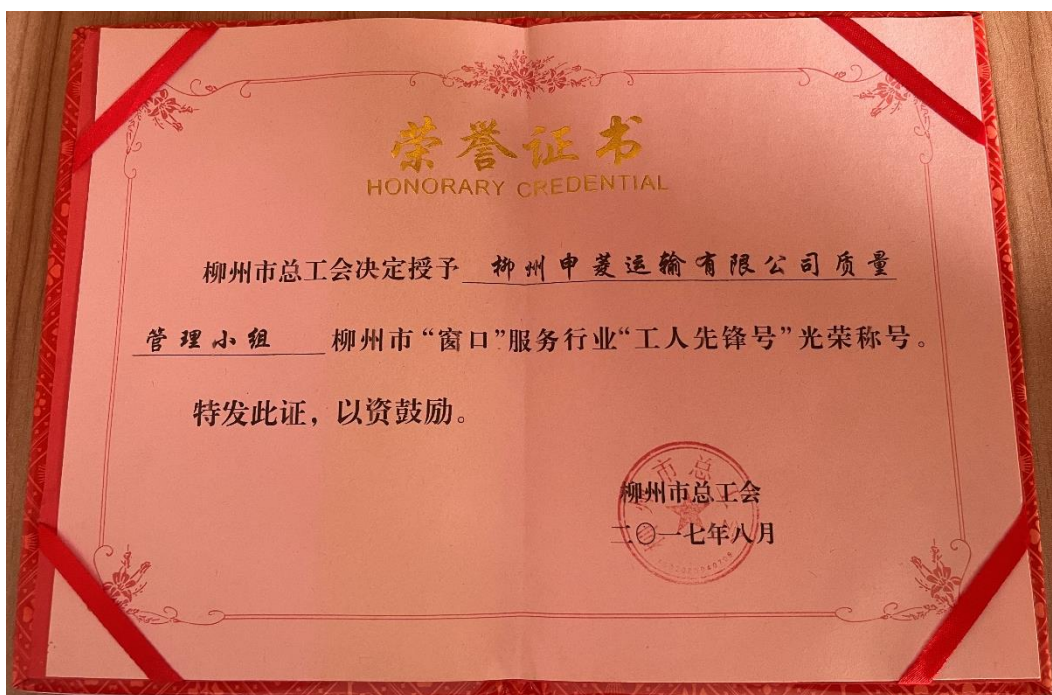 荣誉证书
HONORARY CREDENTIAL
柳州市总工会决定授予 柳州申菱运输有限公司质量
管理小组 柳州市“窗口”服务行业“工人先锋号”光荣称号。
特发此证，以资鼓励。
柳州市总工会
二〇一七年八月